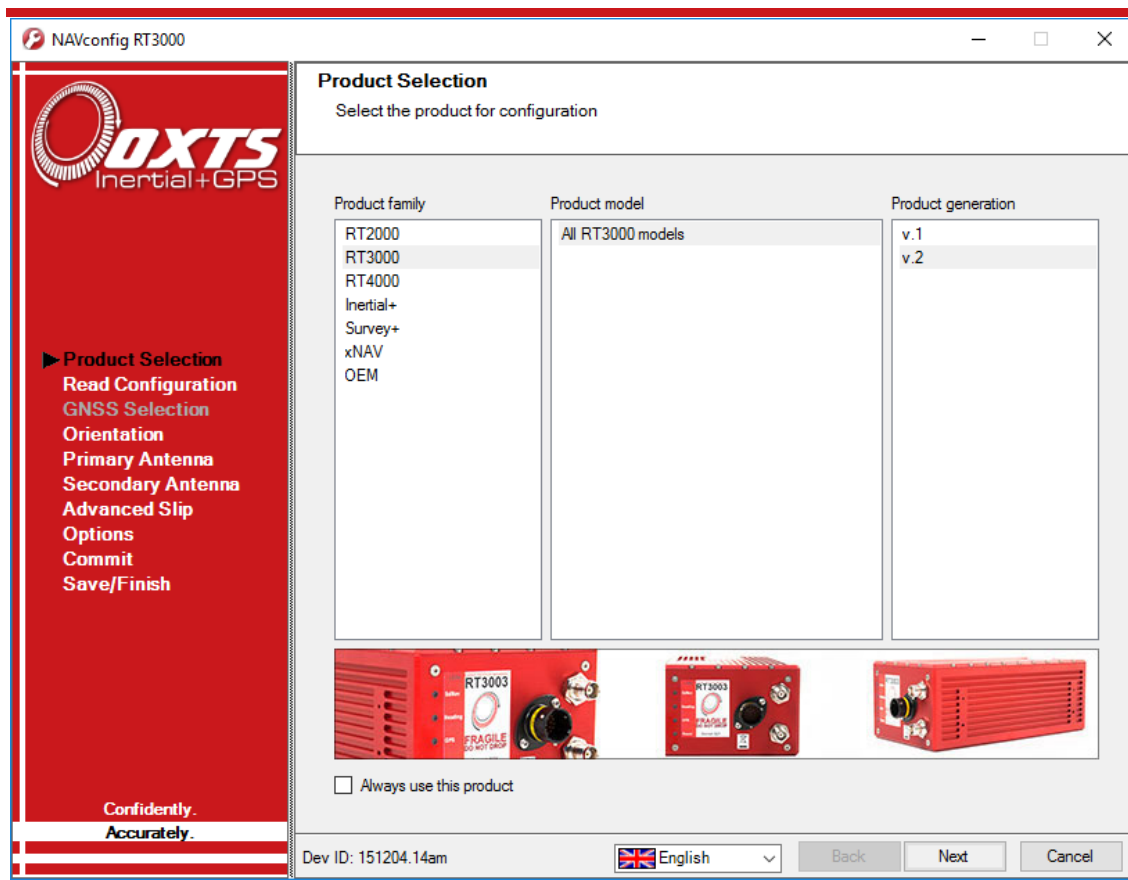 NAVconfig RT3000
OXTS
Inertial+GPS
Product Selection
Select the product for configuration
Product family
Product model
Product generation
RT2000
RT3000
RT4000
Inertial+
Survey+
xNAV
OEM
All RT3000 models
v.1
v.2
Product Selection
Read Configuration
GNSS Selection
Orientation
Primary Antenna
Secondary Antenna
Advanced Slip
Options
Commit
Save/Finish
RT3003
FRAGILE
DO NOT DROP
RT3003
FRAGILE
DO NOT DROP
Always use this product
Confidently.
Accurately.
Dev ID: 151204.14am
English
Back
Next
Cancel